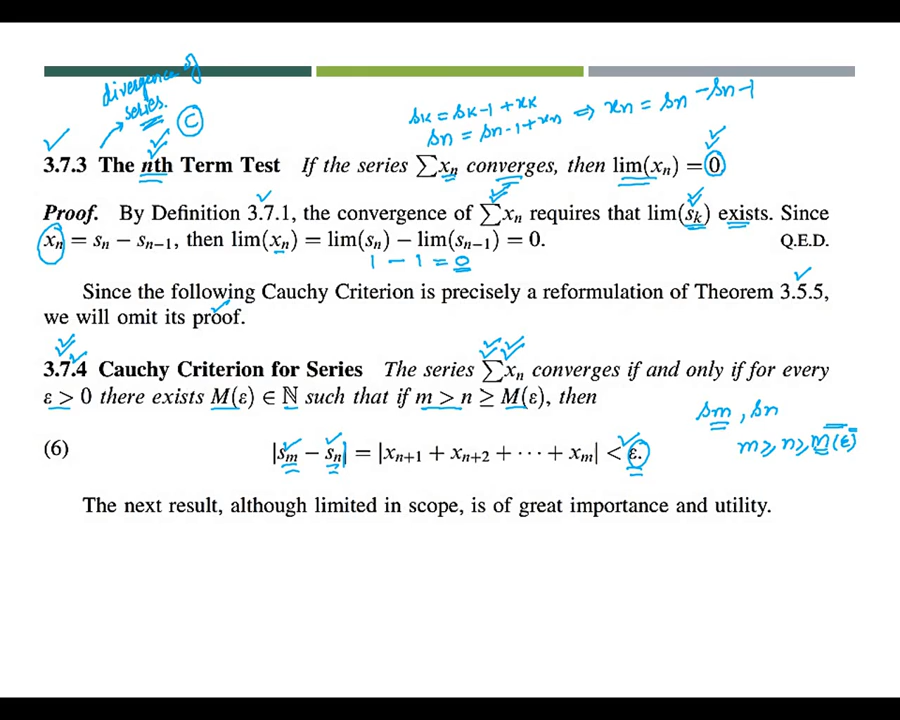 divergence of
series.
C
sk = sk-1 + xk
sn = sn-1 + xn ⇒ xn = sn - sn-1
3.7.3 The nth Term Test If the series ∑xₙ converges, then lim(xₙ) = 0.
Proof. By Definition 3.7.1, the convergence of ∑xₙ requires that lim(sₖ) exists. Since
xₙ = sₙ − sₙ₋₁, then lim(xₙ) = lim(sₙ) − lim(sₙ₋₁) = 0. Q.E.D.
1 - 1 = 0
Since the following Cauchy Criterion is precisely a reformulation of Theorem 3.5.5,
we will omit its proof.
3.7.4 Cauchy Criterion for Series The series ∑xₙ converges if and only if for every
ε > 0 there exists M(ε) ∈ ℕ such that if m > n ≥ M(ε), then
sm, sn
m ≥ n ≥ M(ε)
(6) |sₘ − sₙ| = |xₙ₊₁ + xₙ₊₂ + ⋯ + xₘ| < ε.
The next result, although limited in scope, is of great importance and utility.